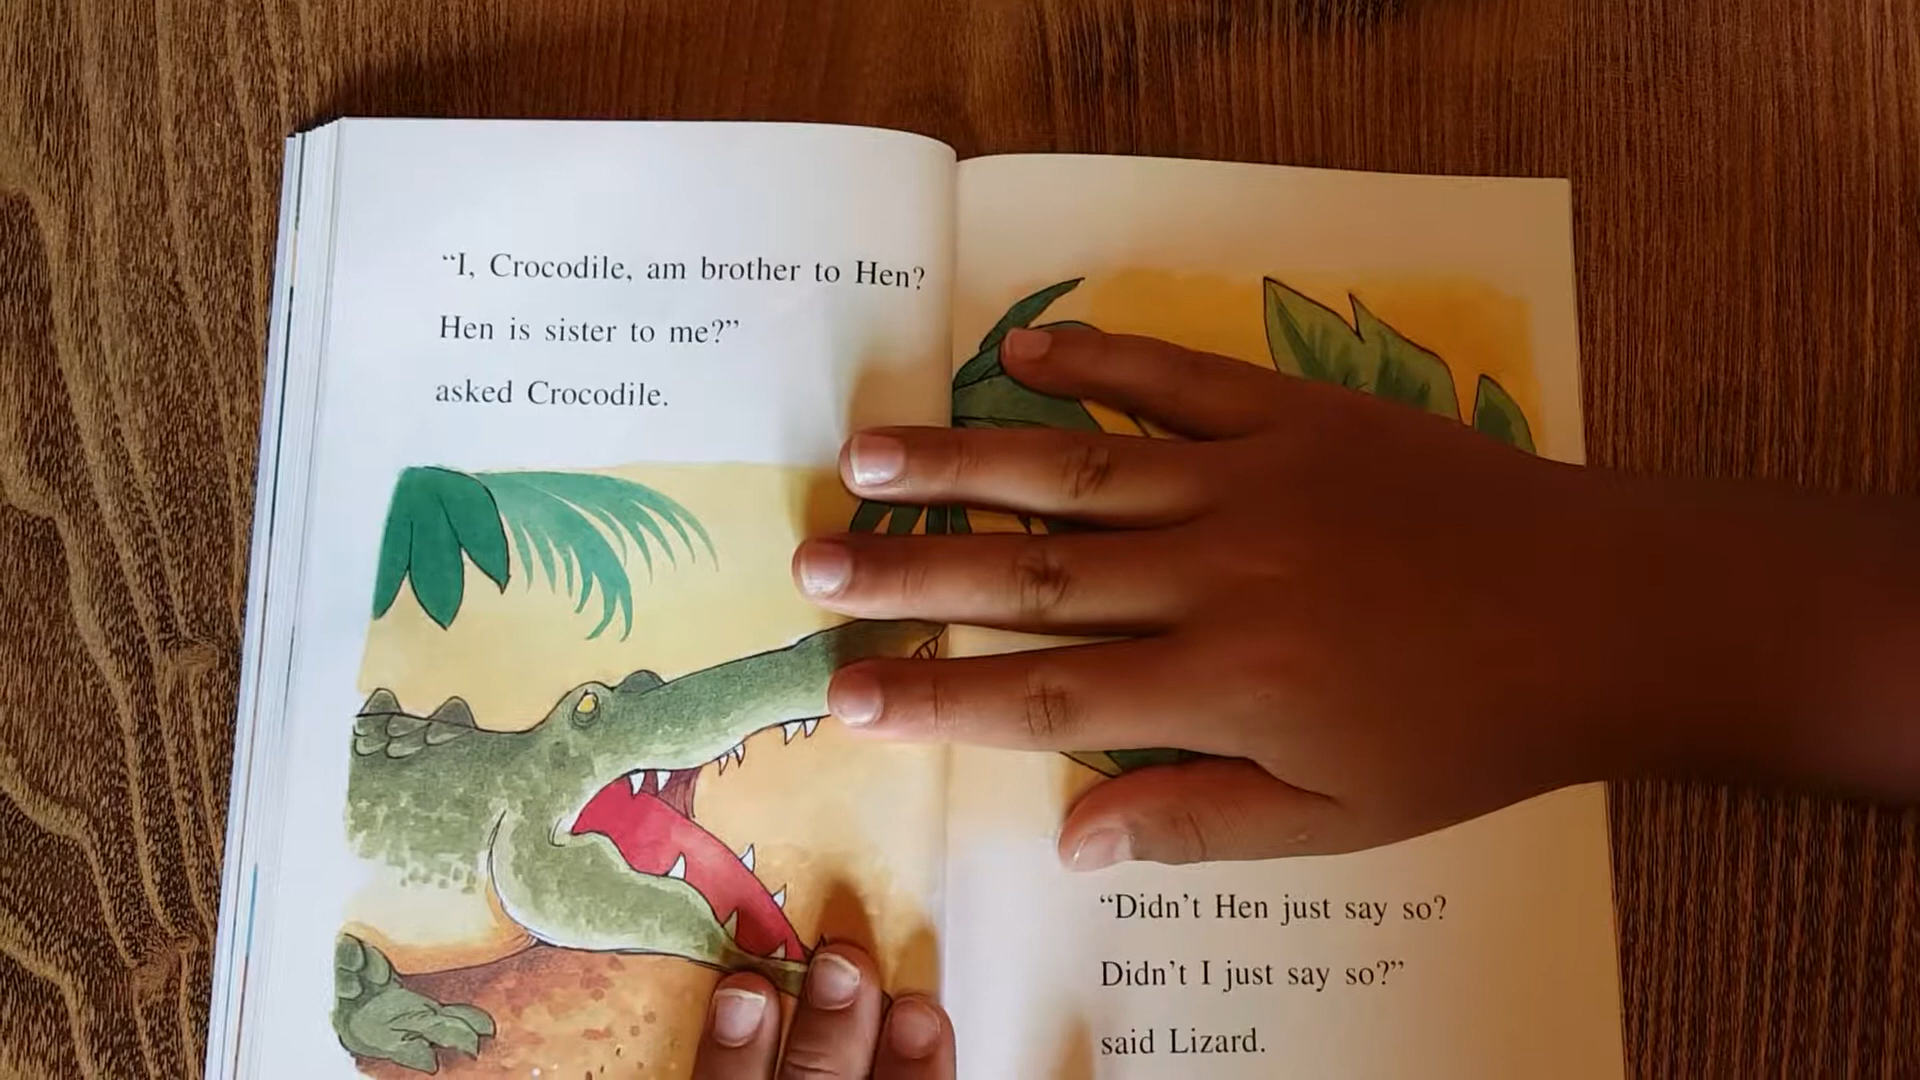 “I, Crocodile, am brother to Hen?
Hen is sister to me?”
asked Crocodile.
“Didn’t Hen just say so?
Didn’t I just say so?”
said Lizard.